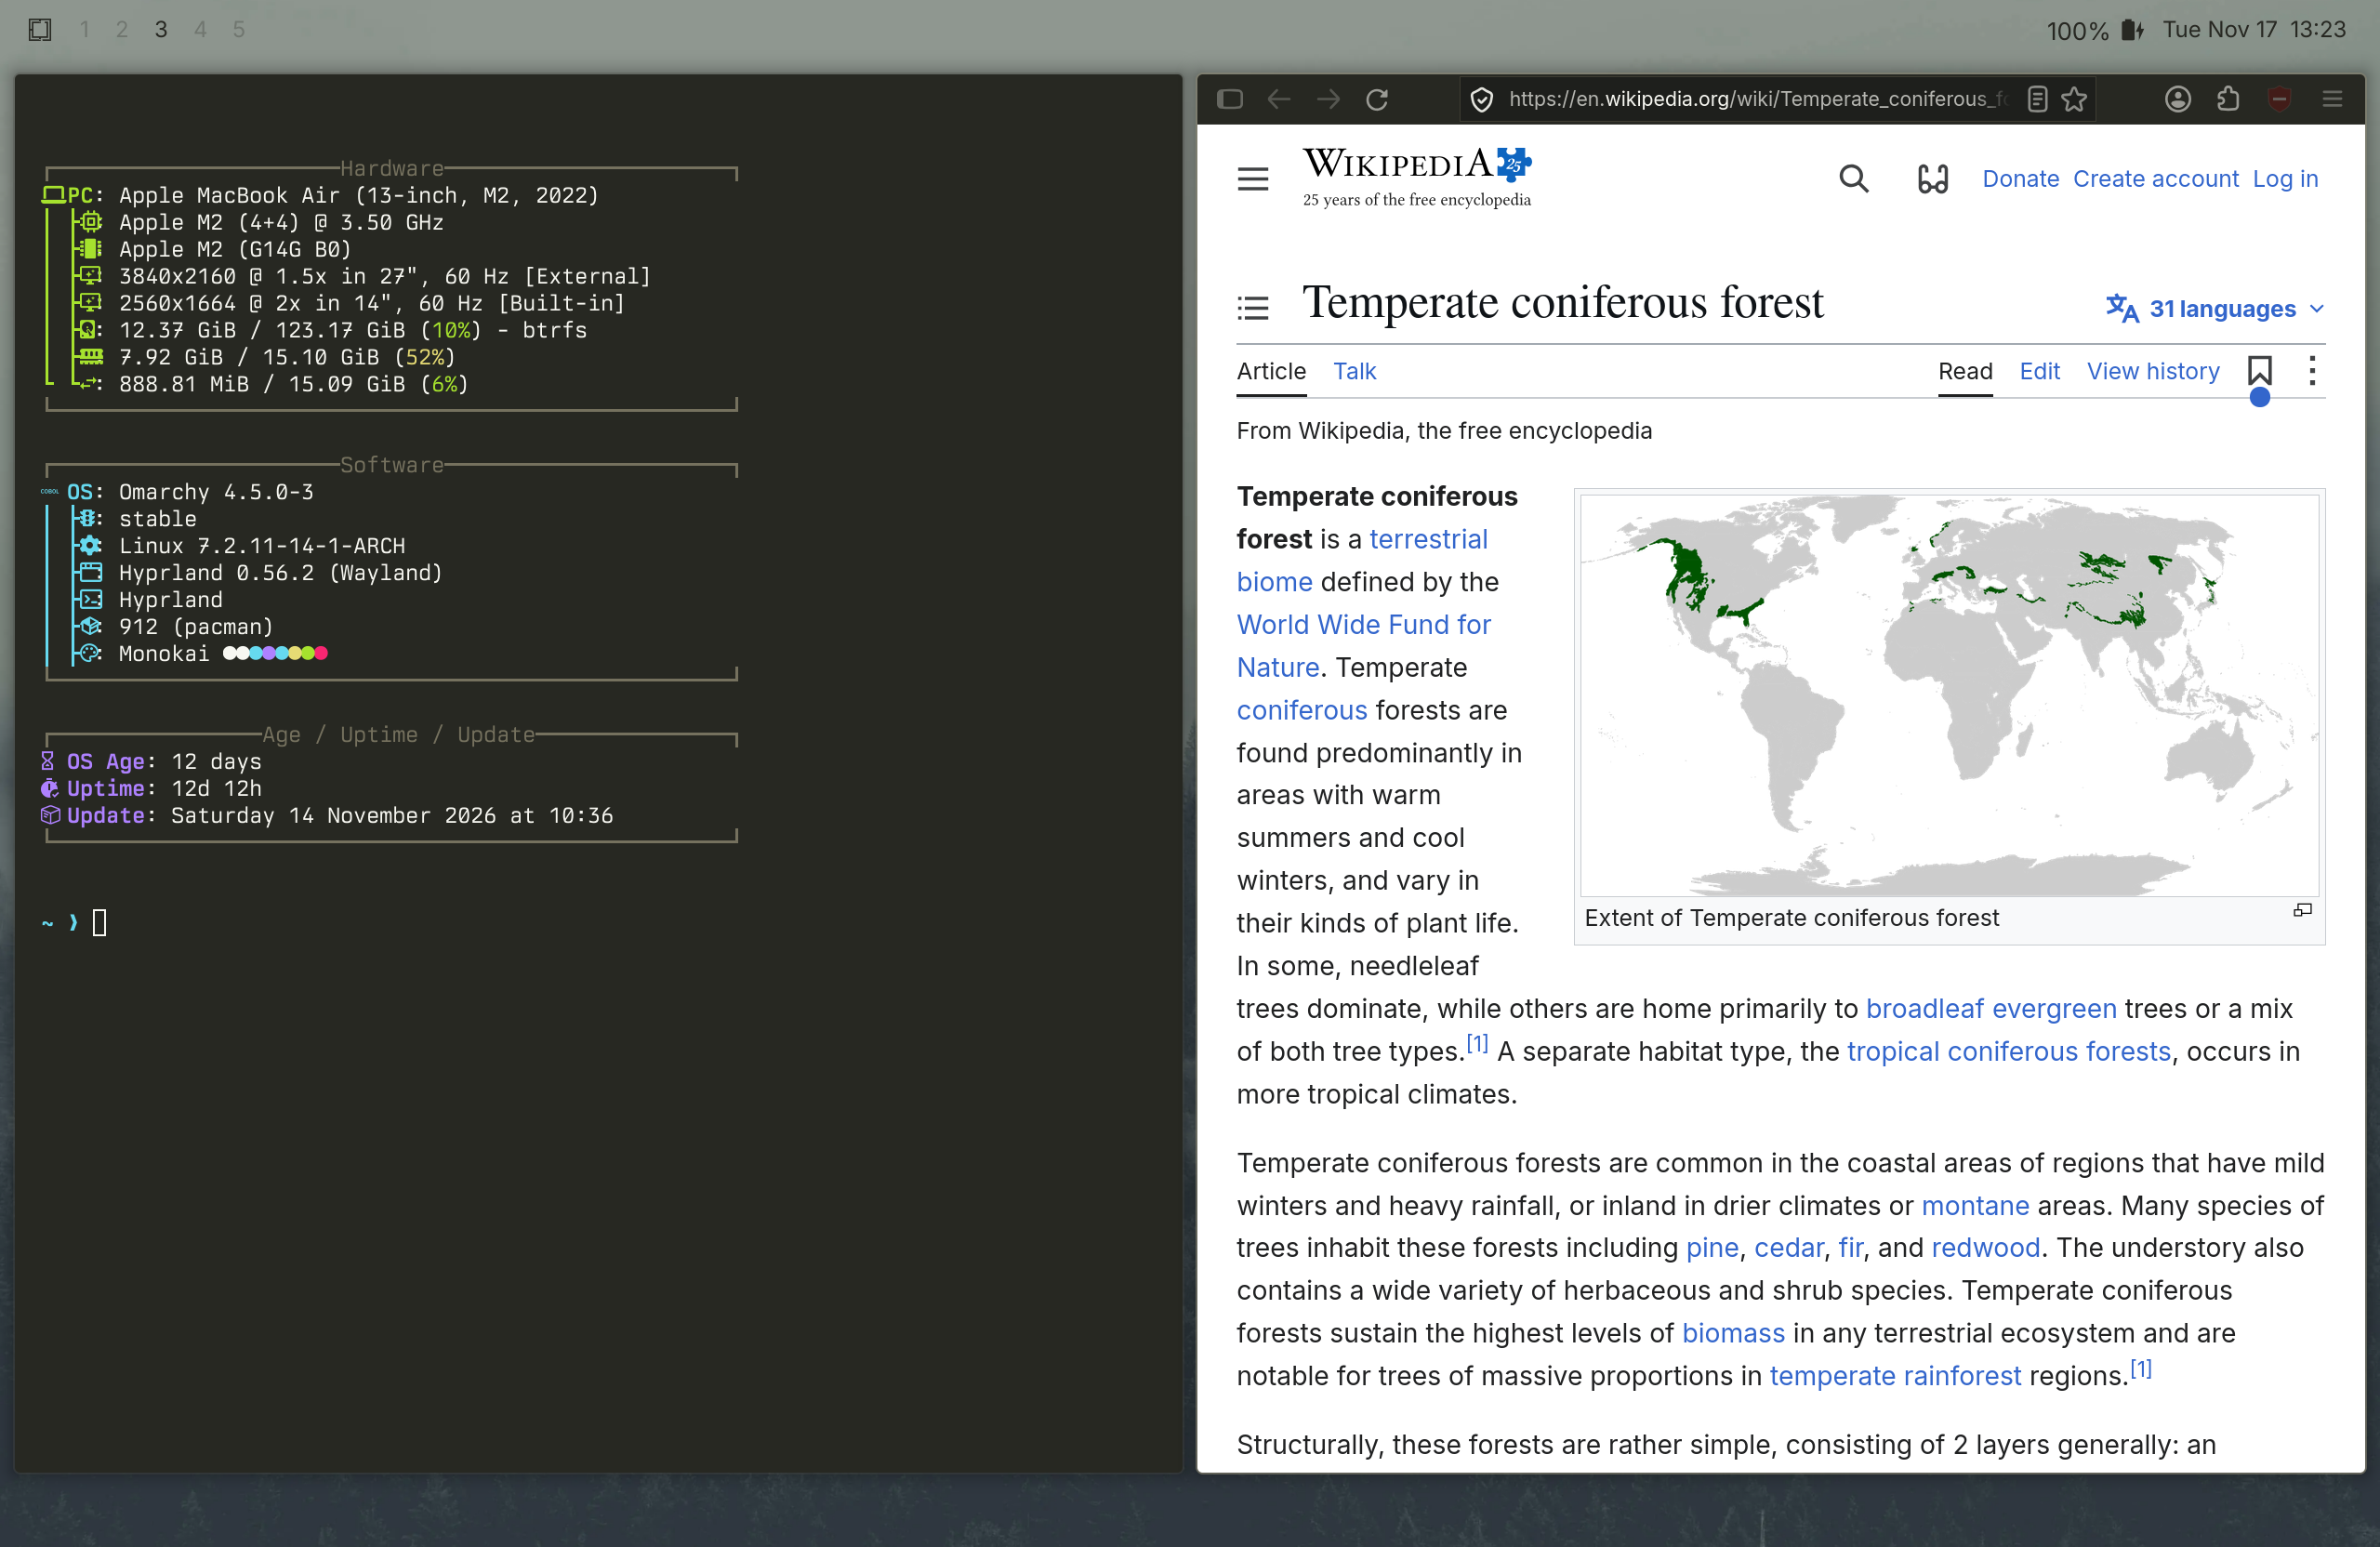 1 2 3 4 5
100% Tue Nov 17 13:23
Hardware
PC: Apple MacBook Air (13-inch, M2, 2022)
Apple M2 (4+4) @ 3.50 GHz
Apple M2 (G14G B0)
3840x2160 @ 1.5x in 27", 60 Hz [External]
2560x1664 @ 2x in 14", 60 Hz [Built-in]
: 12.37 GiB / 123.17 GiB (10%) - btrfs
7.92 GiB / 15.10 GiB (52%)
: 888.81 MiB / 15.09 GiB (6%)
Software
COBOL OS: Omarchy 4.5.0-3
: stable
Linux 7.2.11-14-1-ARCH
Hyprland 0.56.2 (Wayland)
Hyprland
912 (pacman)
: Monokai
Age / Uptime / Update
OS Age: 12 days
Uptime: 12d 12h
Update: Saturday 14 November 2026 at 10:36
~ ❯
https://en.wikipedia.org/wiki/Temperate_coniferous_fo
WIKIPEDIA 25
25 years of the free encyclopedia
Donate Create account Log in
Temperate coniferous forest
31 languages
Article Talk Read Edit View history
From Wikipedia, the free encyclopedia
Temperate coniferous
forest is a terrestrial
biome defined by the
World Wide Fund for
Nature. Temperate
coniferous forests are
found predominantly in
areas with warm
summers and cool
winters, and vary in
their kinds of plant life.
In some, needleleaf
Extent of Temperate coniferous forest
trees dominate, while others are home primarily to broadleaf evergreen trees or a mix
of both tree types.[1] A separate habitat type, the tropical coniferous forests, occurs in
more tropical climates.
Temperate coniferous forests are common in the coastal areas of regions that have mild
winters and heavy rainfall, or inland in drier climates or montane areas. Many species of
trees inhabit these forests including pine, cedar, fir, and redwood. The understory also
contains a wide variety of herbaceous and shrub species. Temperate coniferous
forests sustain the highest levels of biomass in any terrestrial ecosystem and are
notable for trees of massive proportions in temperate rainforest regions.[1]
Structurally, these forests are rather simple, consisting of 2 layers generally: an